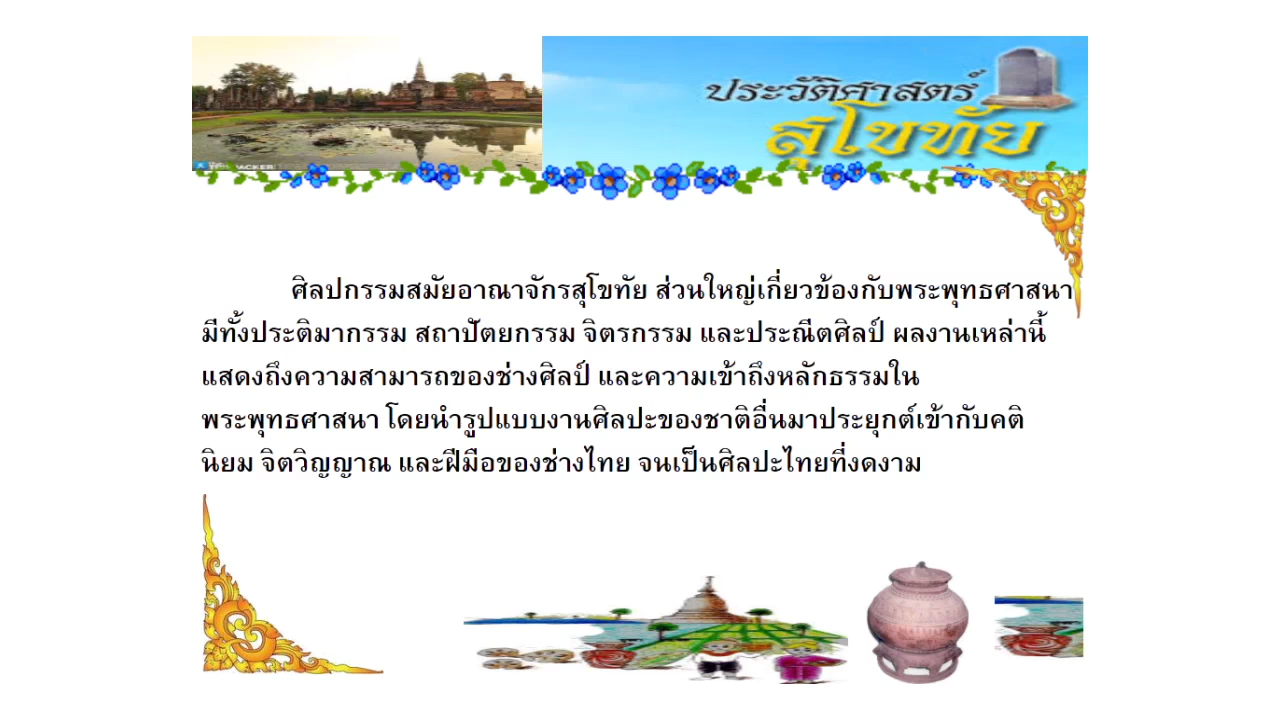 ประวัติศาสตร์
สุโขทัย
ศิลปกรรมสมัยอาณาจักรสุโขทัย ส่วนใหญ่เกี่ยวข้องกับพระพุทธศาสนา
มีทั้งประติมากรรม สถาปัตยกรรม จิตรกรรม และประณีตศิลป์ ผลงานเหล่านี้
แสดงถึงความสามารถของช่างศิลป์ และความเข้าถึงหลักธรรมใน
พระพุทธศาสนา โดยนำรูปแบบงานศิลปะของชาติอื่นมาประยุกต์เข้ากับคติ
นิยม จิตวิญญาณ และฝีมือของช่างไทย จนเป็นศิลปะไทยที่งดงาม